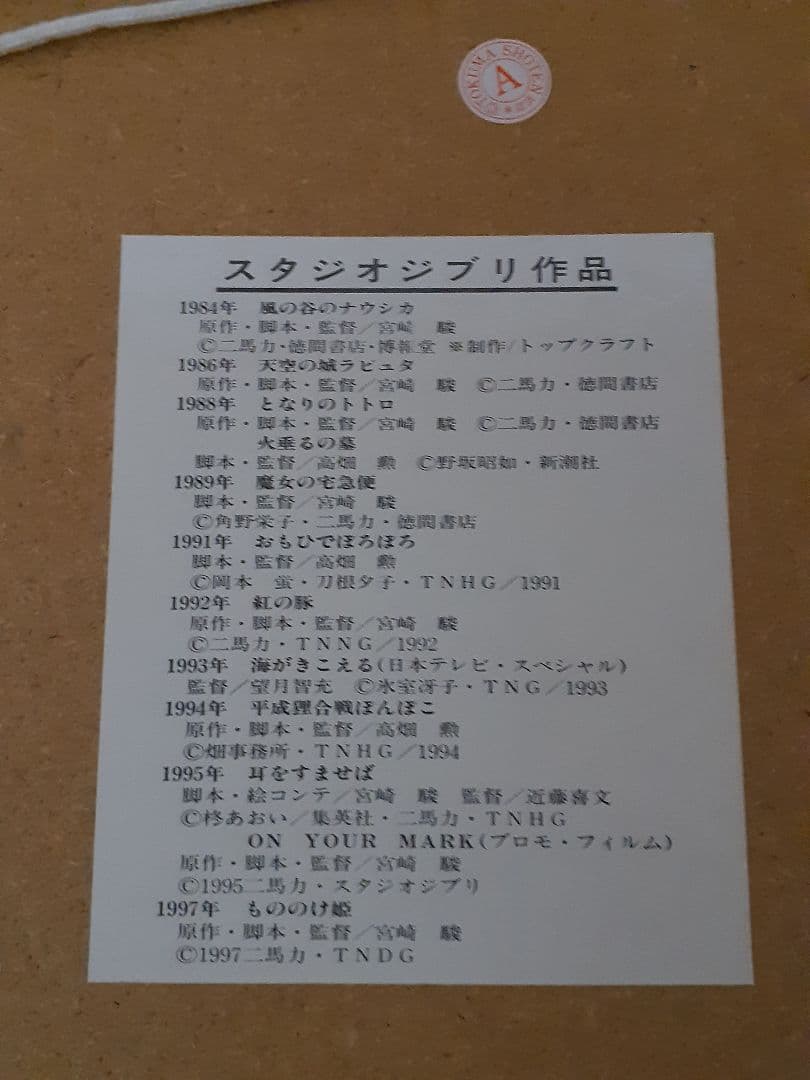 ©TOKUMA SHOTEN
A
スタジオジブリ作品
1984年 風の谷のナウシカ
原作・脚本・監督／宮崎 駿
©二馬力・徳間書店・博報堂 ※制作/トップクラフト
1986年 天空の城ラピュタ
原作・脚本・監督／宮崎 駿 ©二馬力・徳間書店
1988年 となりのトトロ
原作・脚本・監督／宮崎 駿 ©二馬力・徳間書店
火垂るの墓
脚本・監督／高畑 勲 ©野坂昭如・新潮社
1989年 魔女の宅急便
脚本・監督／宮崎 駿
©角野栄子・二馬力・徳間書店
1991年 おもひでぽろぽろ
脚本・監督／高畑 勲
©岡本 蛍・刀根夕子・TNHG／1991
1992年 紅の豚
原作・脚本・監督／宮崎 駿
©二馬力・TNNG／1992
1993年 海がきこえる(日本テレビ・スペシャル)
監督／望月智充 ©氷室冴子・TNG／1993
1994年 平成狸合戦ぽんぽこ
原作・脚本・監督／高畑 勲
©畑事務所・TNHG／1994
1995年 耳をすませば
脚本・絵コンテ／宮崎 駿 監督／近藤喜文
©柊あおい／集英社・二馬力・TNHG
ON YOUR MARK(プロモ・フィルム)
原作・脚本・監督／宮崎 駿
©1995二馬力・スタジオジブリ
1997年 もののけ姫
原作・脚本・監督／宮崎 駿
©1997二馬力・TNDG